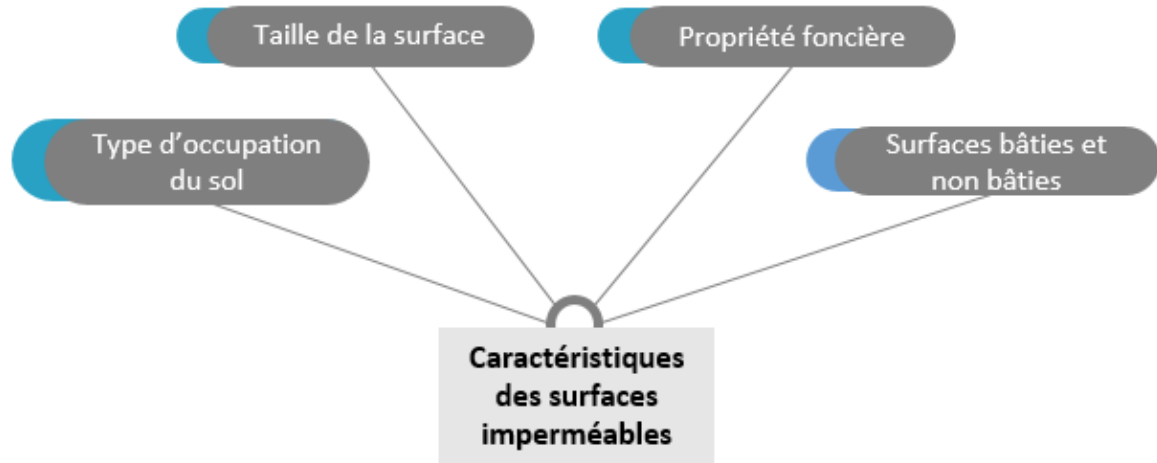 Taille de la surface
Propriété foncière
Type d’occupation
du sol
Surfaces bâties et
non bâties
Caractéristiques
des surfaces
imperméables